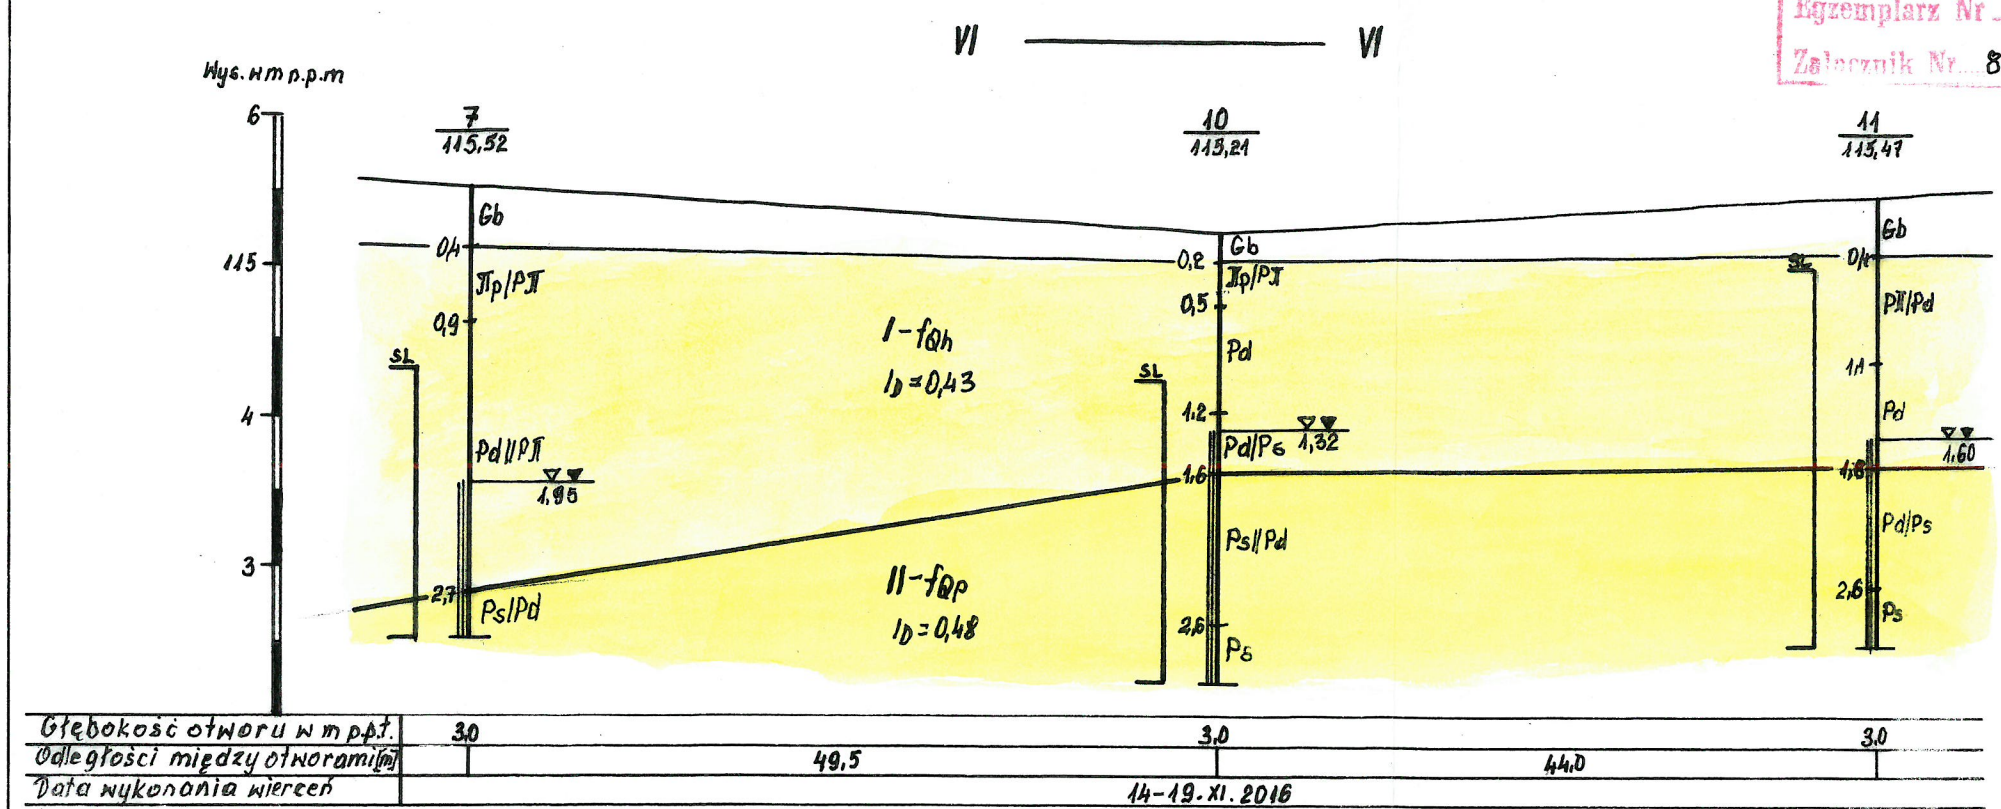 Egzemplarz Nr
Załącznik Nr 8
VI VI
Wys. w m n.p.m
6
115
4
3
7
115,52
Gb
0,4
πp/Pπ
0,9
SL
Pd//Pπ
1,95
2,7
Ps/Pd
I-fQh
ID=0,43
II-fQp
ID=0,48
10
115,21
Gb
0,2
πp/Pπ
0,5
Pd
SL
1,2
Pd/Ps 1,32
1,6
Ps//Pd
2,6
Ps
11
115,47
Gb
SL
0,4
Pπ/Pd
1,1
Pd
1,60
1,8
Pd/Ps
2,6
Ps
Głębokość otworu w m p.p.t. 3,0 3,0 3,0
Odległości między otworami [m] 49,5 44,0
Data wykonania wierceń 14-19.XI.2016